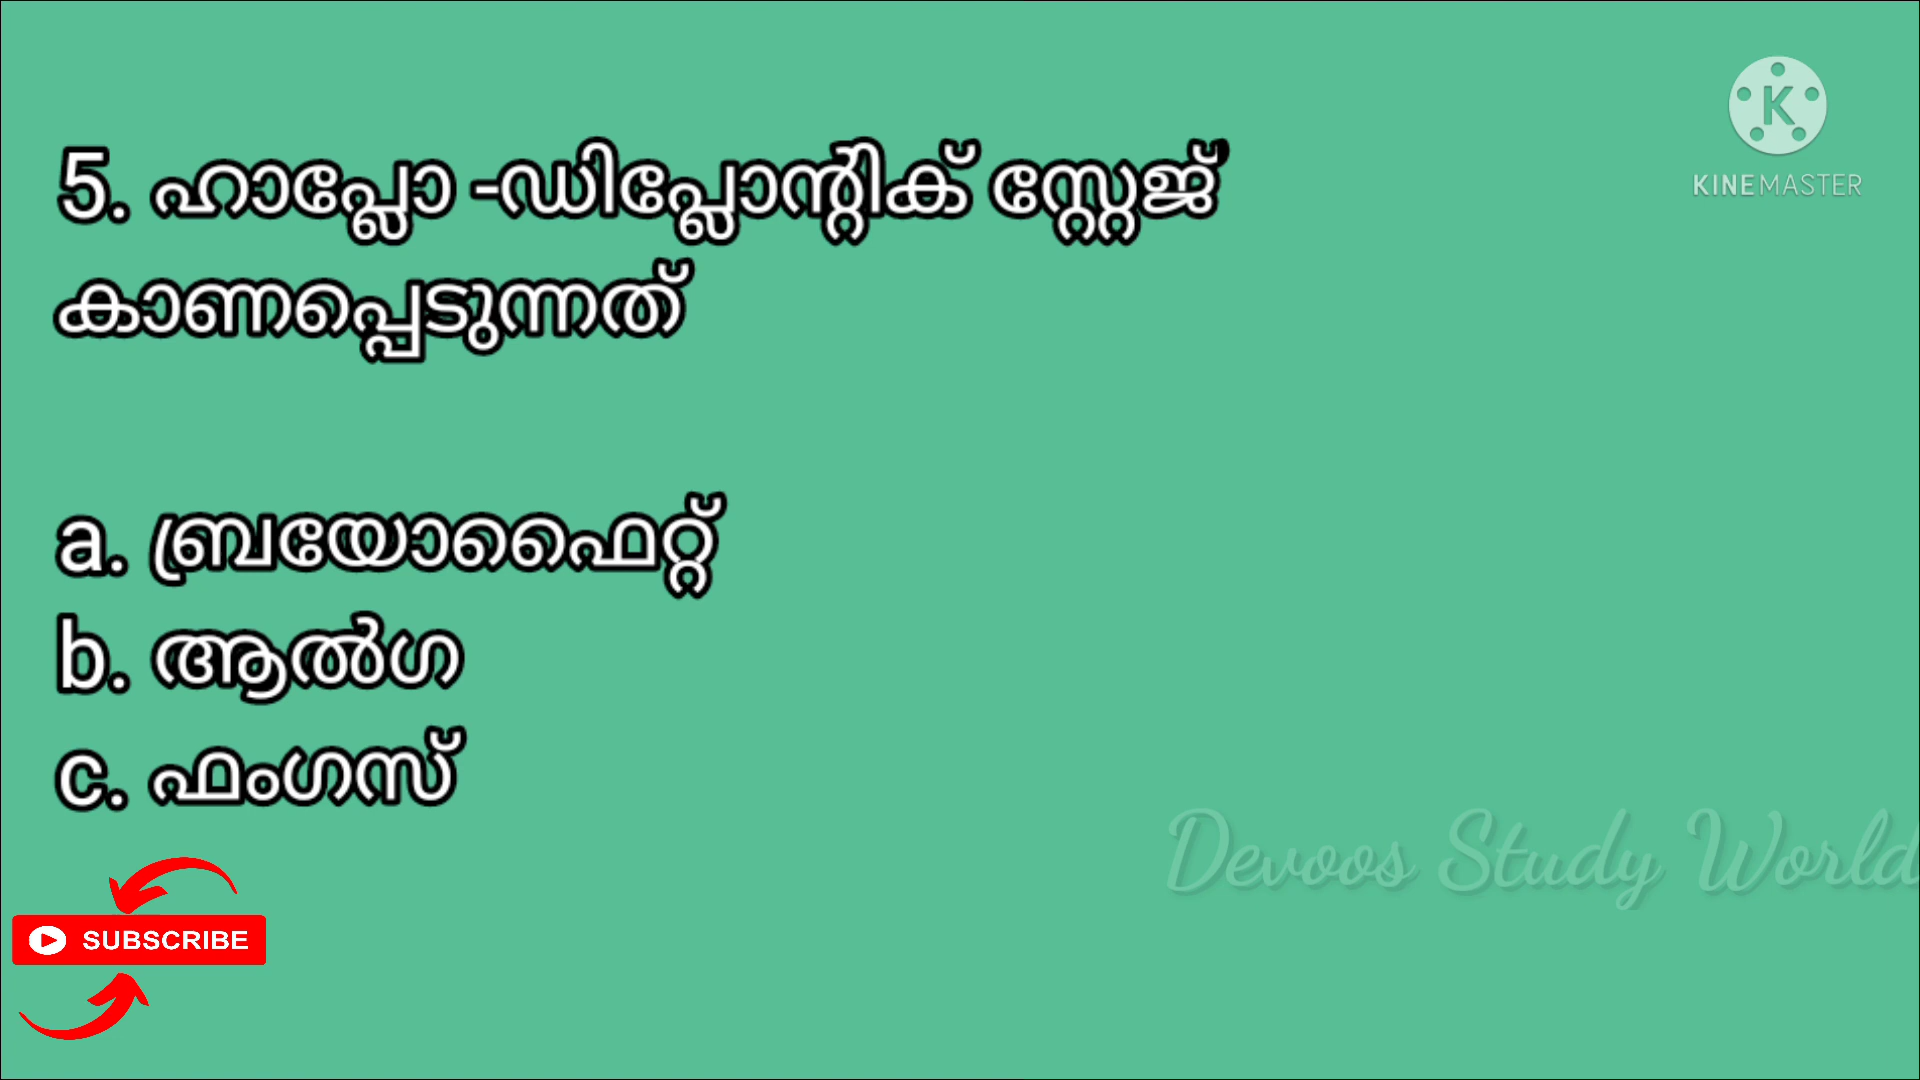 5. ഹാപ്ലോ -ഡിപ്ലോന്റിക് സ്റ്റേജ്
കാണപ്പെടുന്നത്
a. ബ്രയോഫൈറ്റ്
b. ആൽഗ
c. ഫംഗസ്
K
KINEMASTER
Devoos Study World
SUBSCRIBE